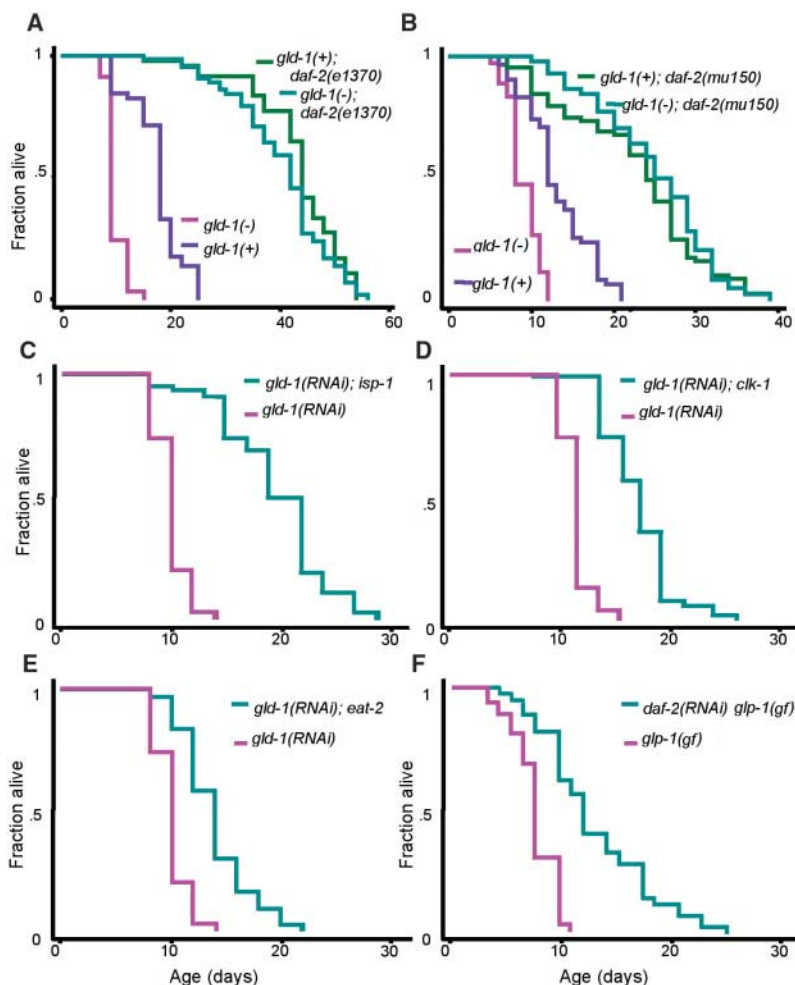 A
B
1
gld-1(+);
daf-2(e1370)
gld-1(-);
daf-2(e1370)
Fraction alive
.5
gld-1(-)
gld-1(+)
0
0
20
40
60
1
gld-1(+); daf-2(mu150)
gld-1(-); daf-2(mu150)
.5
gld-1(-)
gld-1(+)
0
0
10
20
30
40
C
D
1
gld-1(RNAi); isp-1
gld-1(RNAi)
Fraction alive
.5
0
0
10
20
30
1
gld-1(RNAi); clk-1
gld-1(RNAi)
Fraction alive
.5
0
0
10
20
30
E
F
1
gld-1(RNAi); eat-2
gld-1(RNAi)
Fraction alive
.5
0
0
10
20
30
Age (days)
1
daf-2(RNAi) glp-1(gf)
glp-1(gf)
Fraction alive
.5
0
0
10
20
30
Age (days)